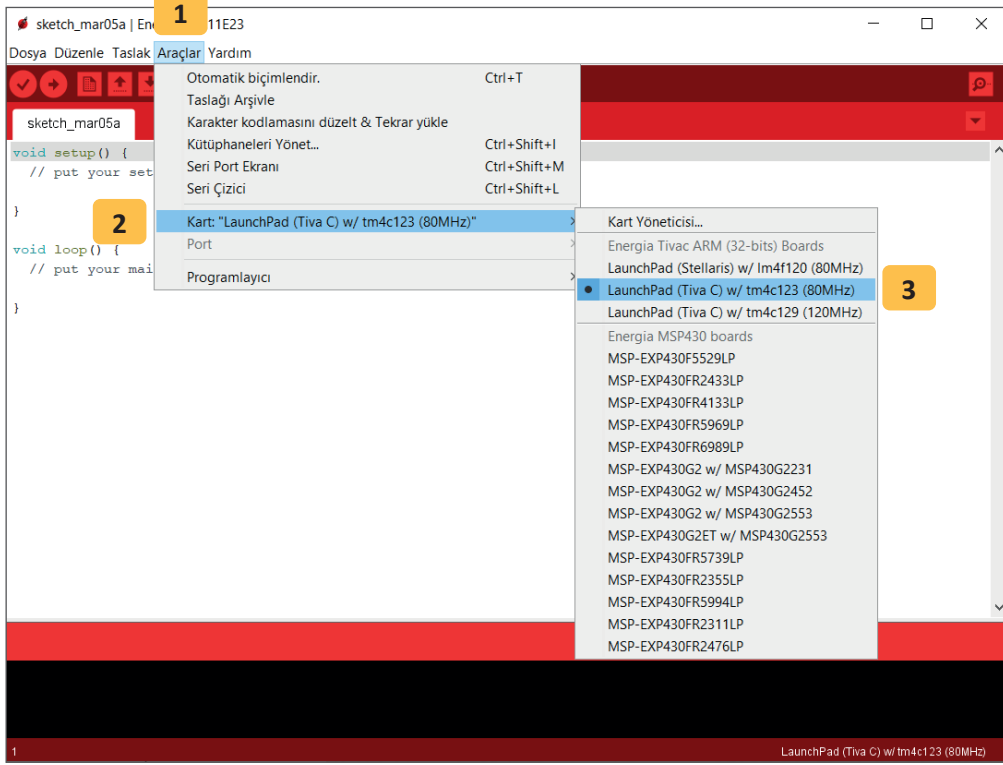 1
sketch_mar05a | En 11E23
Dosya Düzenle Taslak Araçlar Yardım
Otomatik biçimlendir. Ctrl+T
Taslağı Arşivle
sketch_mar05a
Karakter kodlamasını düzelt & Tekrar yükle
void setup() {
Kütüphaneleri Yönet... Ctrl+Shift+I
// put your set
Seri Port Ekranı Ctrl+Shift+M
Seri Çizici Ctrl+Shift+L
}
2
Kart: "LaunchPad (Tiva C) w/ tm4c123 (80MHz)"
Kart Yöneticisi...
void loop() {
Port
Energia Tivac ARM (32-bits) Boards
// put your mai
Programlayıcı
LaunchPad (Stellaris) w/ lm4f120 (80MHz)
LaunchPad (Tiva C) w/ tm4c123 (80MHz)
3
}
LaunchPad (Tiva C) w/ tm4c129 (120MHz)
Energia MSP430 boards
MSP-EXP430F5529LP
MSP-EXP430FR2433LP
MSP-EXP430FR4133LP
MSP-EXP430FR5969LP
MSP-EXP430FR6989LP
MSP-EXP430G2 w/ MSP430G2231
MSP-EXP430G2 w/ MSP430G2452
MSP-EXP430G2 w/ MSP430G2553
MSP-EXP430G2ET w/ MSP430G2553
MSP-EXP430FR5739LP
MSP-EXP430FR2355LP
MSP-EXP430FR5994LP
MSP-EXP430FR2311LP
MSP-EXP430FR2476LP
1 LaunchPad (Tiva C) w/ tm4c123 (80MHz)